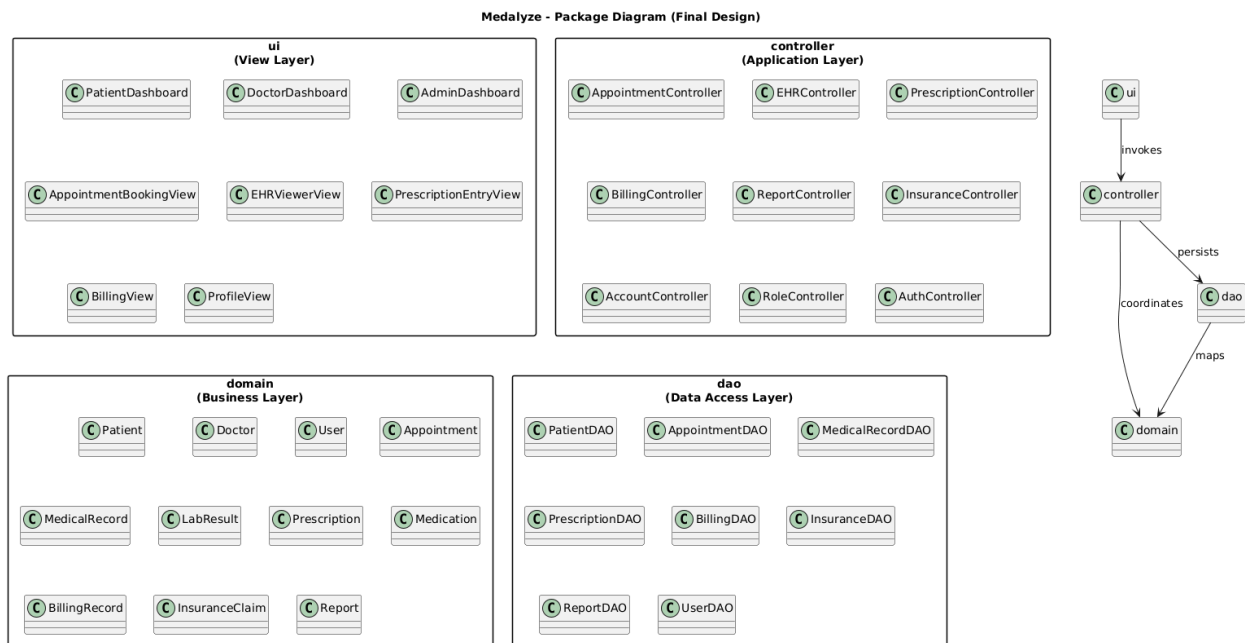 Medalyze - Package Diagram (Final Design)
ui
(View Layer)
C PatientDashboard
C DoctorDashboard
C AdminDashboard
C AppointmentBookingView
C EHRViewerView
C PrescriptionEntryView
C BillingView
C ProfileView
controller
(Application Layer)
C AppointmentController
C EHRController
C PrescriptionController
C BillingController
C ReportController
C InsuranceController
C AccountController
C RoleController
C AuthController
C ui
invokes
C controller
persists
coordinates
C dao
maps
C domain
domain
(Business Layer)
C Patient
C Doctor
C User
C Appointment
C MedicalRecord
C LabResult
C Prescription
C Medication
C BillingRecord
C InsuranceClaim
C Report
dao
(Data Access Layer)
C PatientDAO
C AppointmentDAO
C MedicalRecordDAO
C PrescriptionDAO
C BillingDAO
C InsuranceDAO
C ReportDAO
C UserDAO